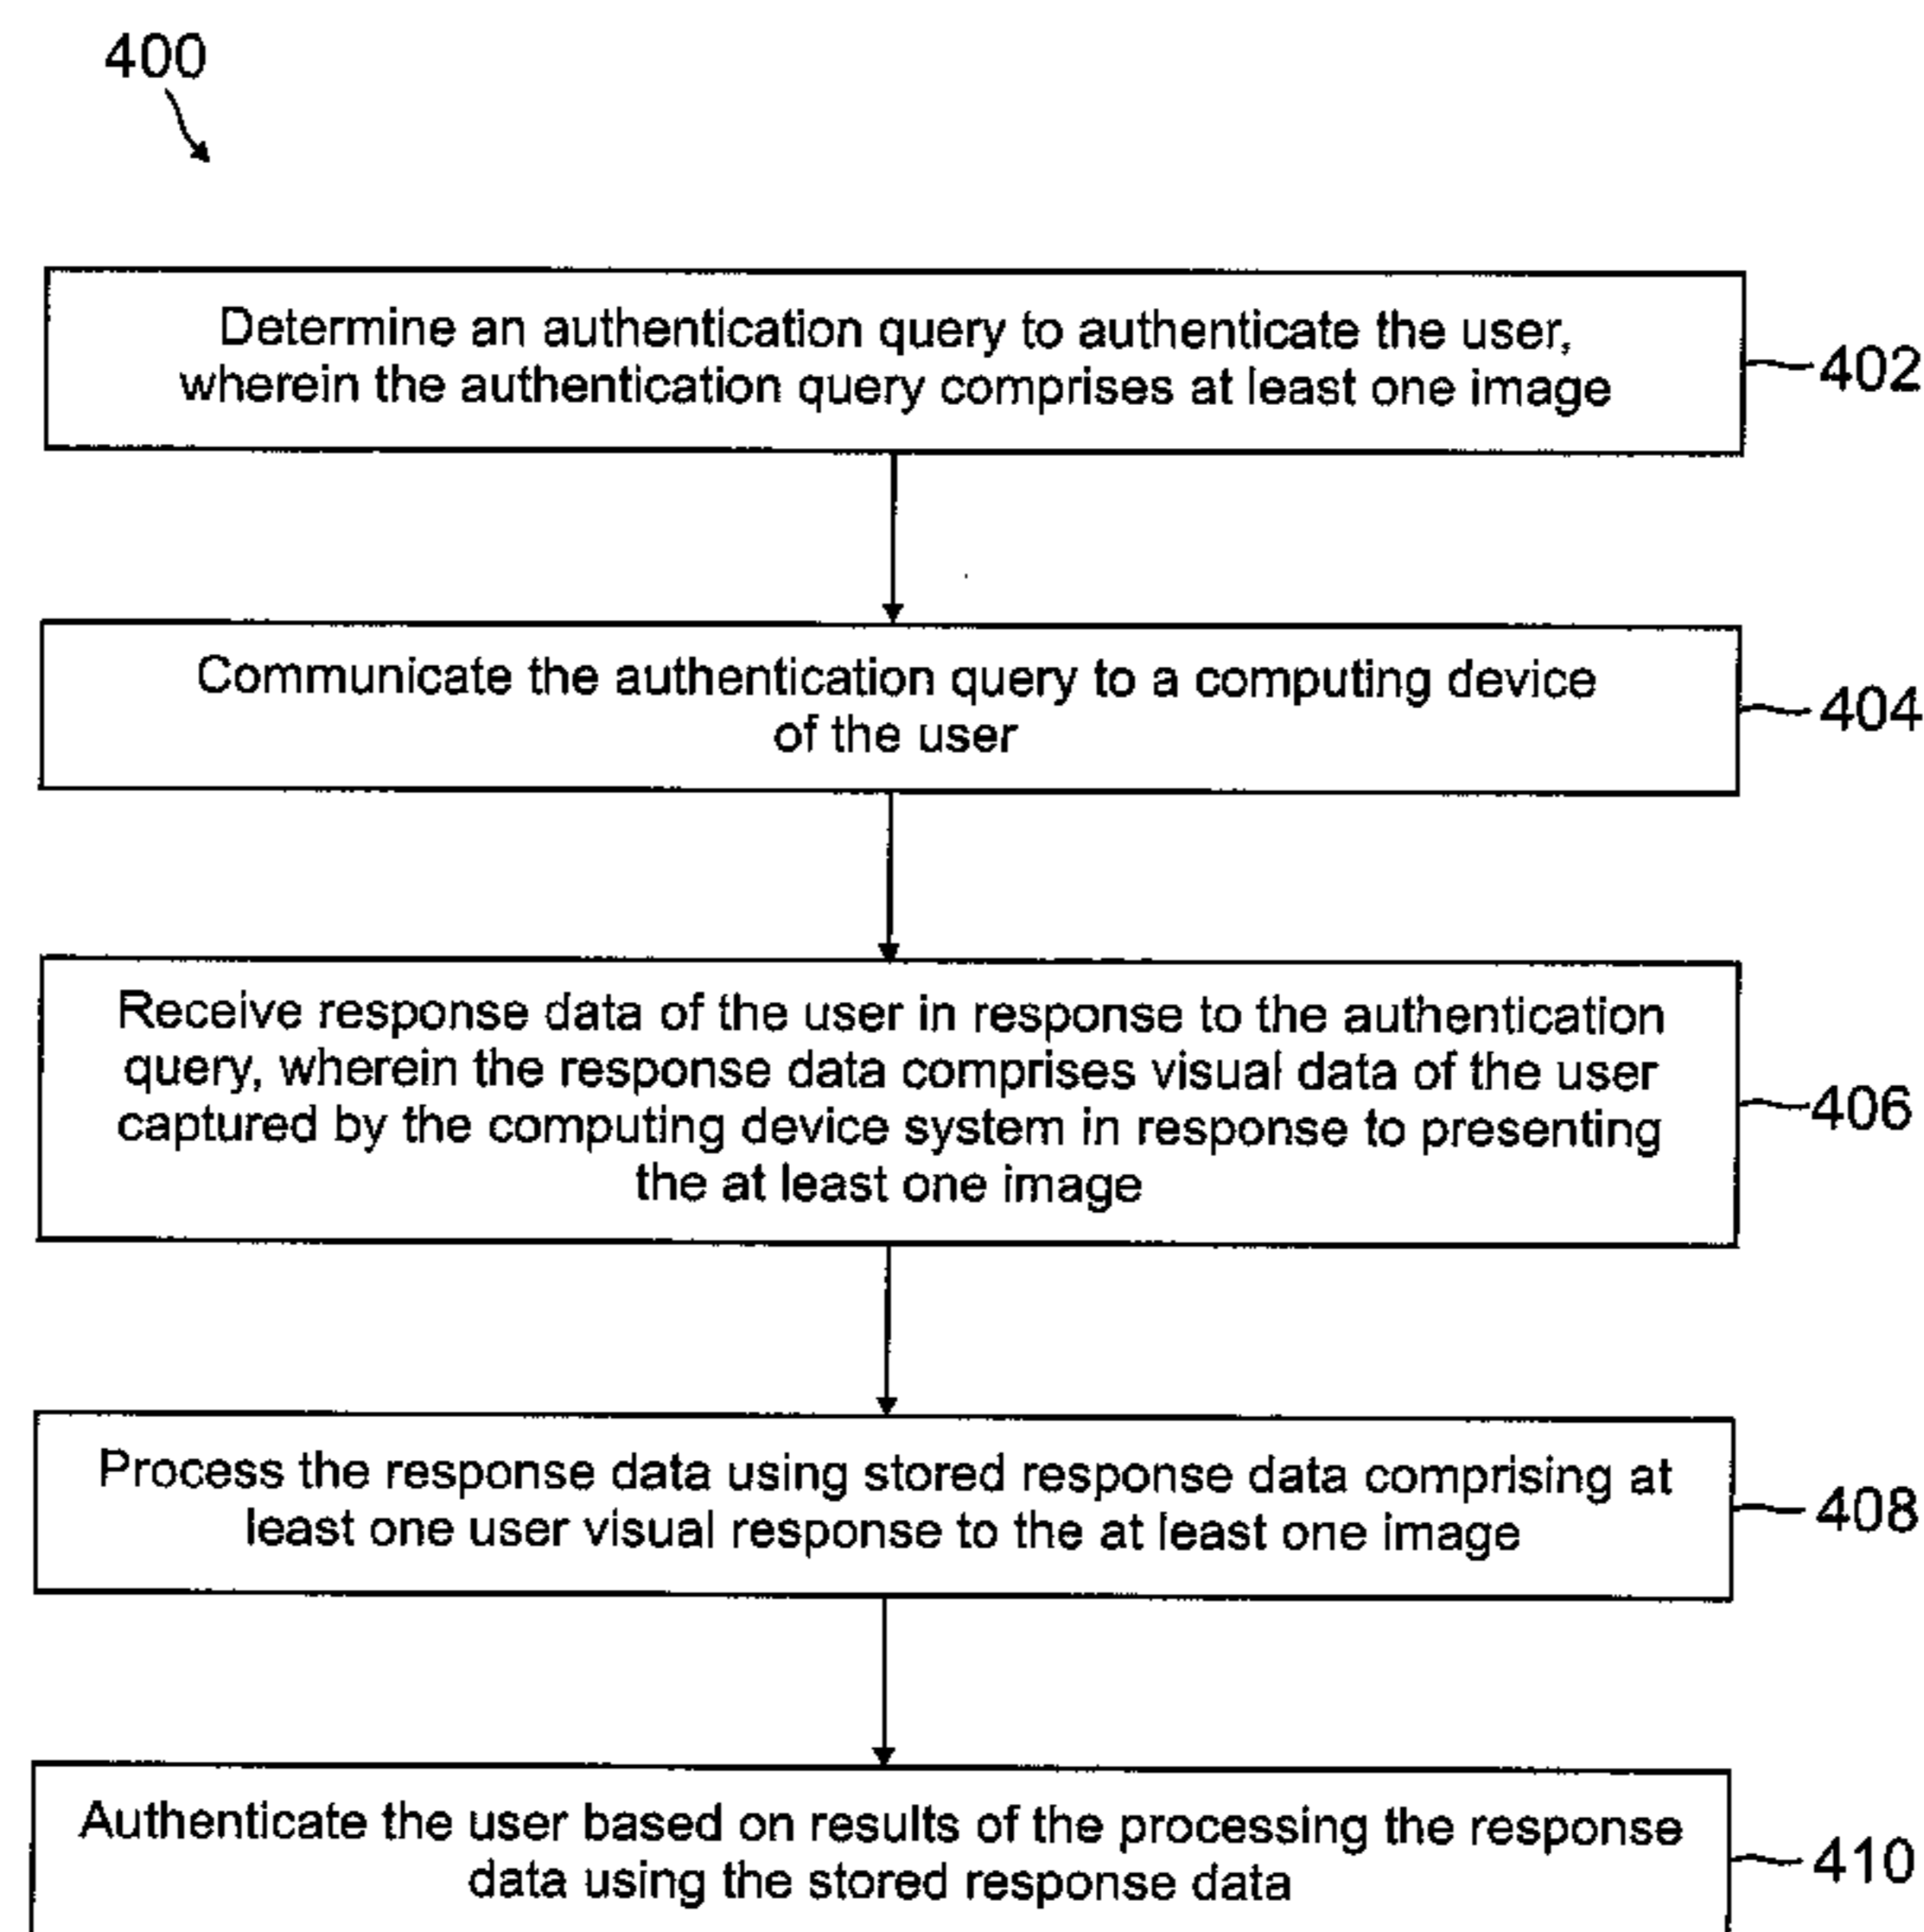 400
Determine an authentication query to authenticate the user,
wherein the authentication query comprises at least one image
402
Communicate the authentication query to a computing device
of the user
404
Receive response data of the user in response to the authentication
query, wherein the response data comprises visual data of the user
captured by the computing device system in response to presenting
the at least one image
406
Process the response data using stored response data comprising at
least one user visual response to the at least one image
408
Authenticate the user based on results of the processing the response
data using the stored response data
410